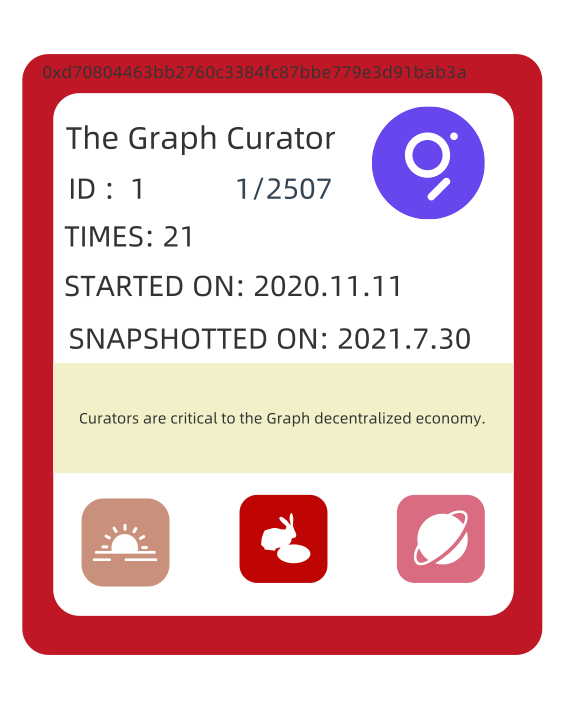 0xd70804463bb2760c3384fc87bbe779e3d91bab3a
The Graph Curator
ID :  1 1/2507
TIMES: 21
STARTED ON: 2020.11.11
SNAPSHOTTED ON: 2021.7.30
Curators are critical to the Graph decentralized economy.